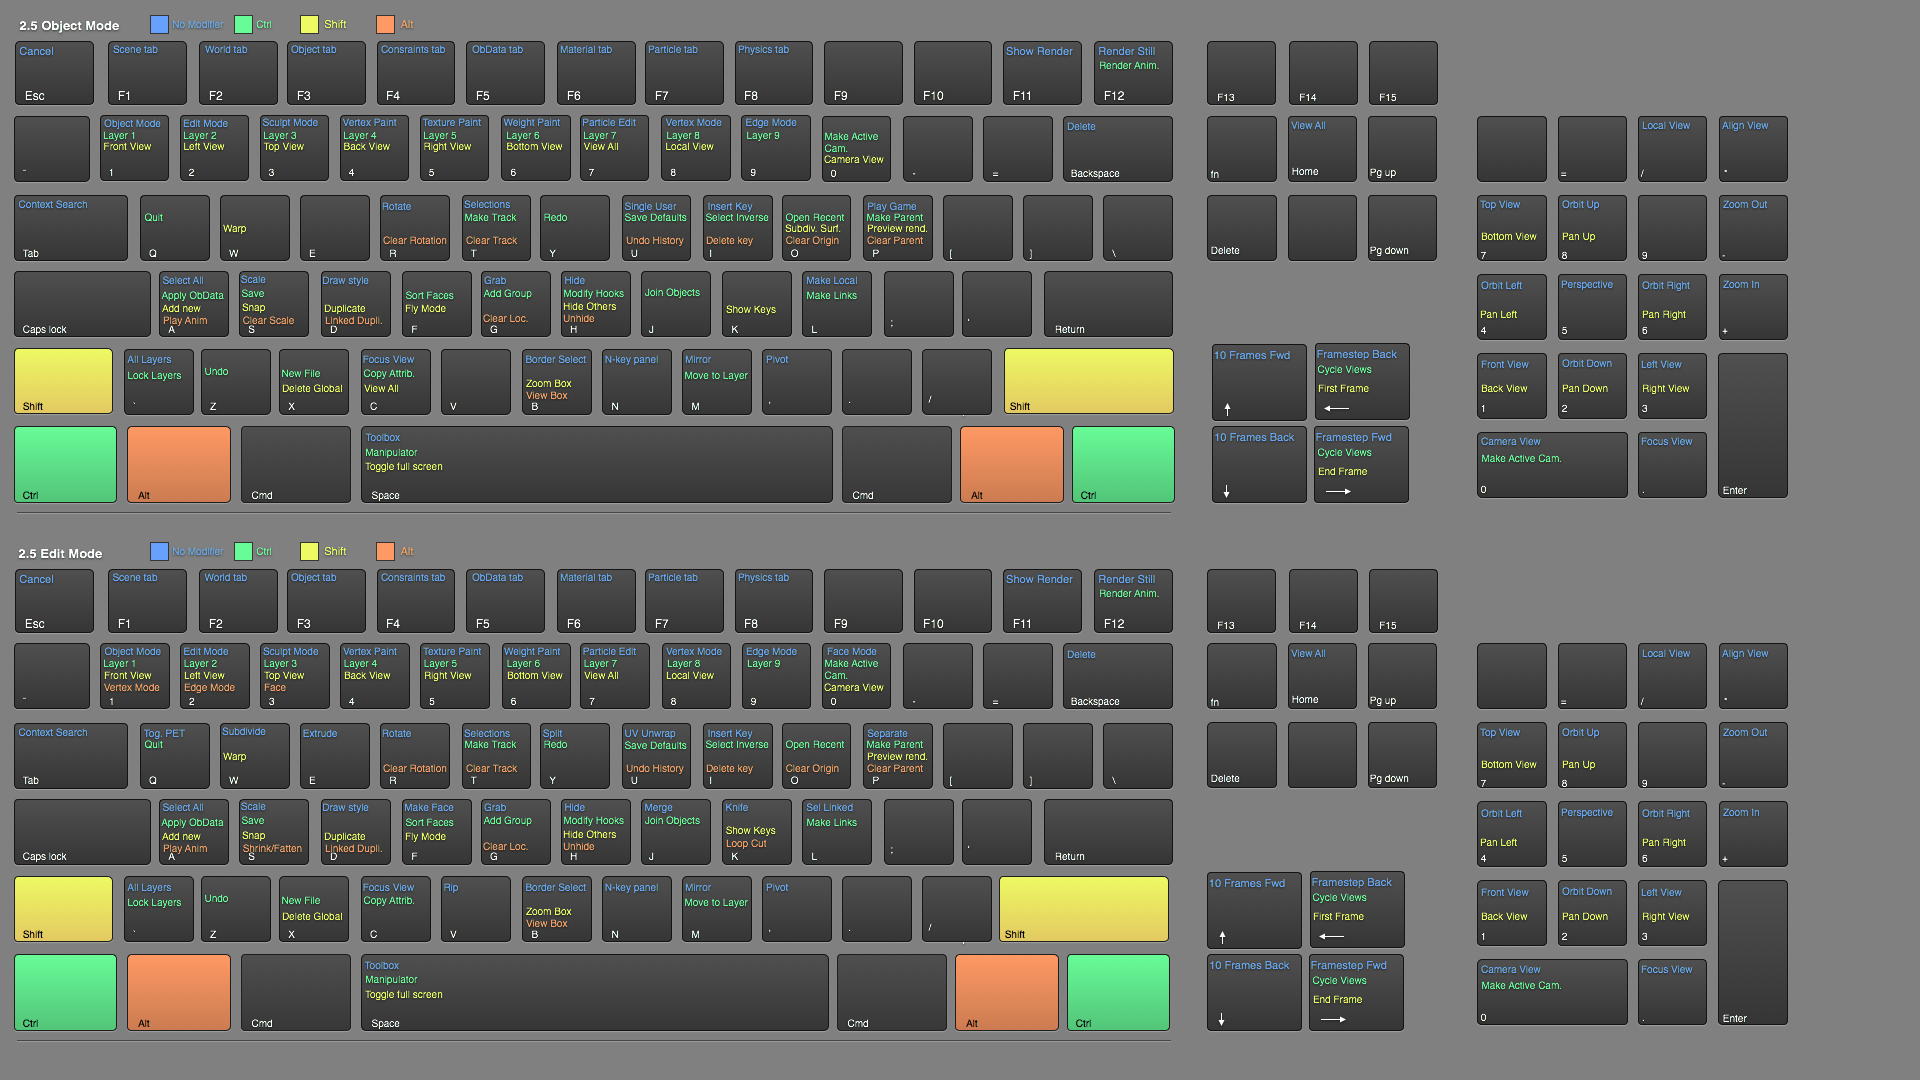 2.5 Object Mode No Modifier Ctrl Shift Alt
Cancel Scene tab World tab Object tab Consraints tab ObData tab Material tab Particle tab Physics tab Show Render Render Still
Render Anim.
Esc F1 F2 F3 F4 F5 F6 F7 F8 F9 F10 F11 F12 F13 F14 F15
Object Mode Edit Mode Sculpt Mode Vertex Paint Texture Paint Weight Paint Particle Edit Vertex Mode Edge Mode Delete View All Local View Align View
Layer 1 Layer 2 Layer 3 Layer 4 Layer 5 Layer 6 Layer 7 Layer 8 Layer 9 Make Active
Cam.
Front View Left View Top View Back View Right View Bottom View View All Local View Camera View
~ 1 2 3 4 5 6 7 8 9 0 - = Backspace fn Home Pg up = / *
Context Search Rotate Selections Single User Insert Key Play Game Top View Orbit Up Zoom Out
Quit Make Track Redo Save Defaults Select Inverse Open Recent Make Parent
Warp Subdiv. Surf. Preview rend. Bottom View Pan Up
Clear Rotation Clear Track Undo History Delete key Clear Origin Clear Parent
Tab Q W E R T Y U I O P [ ] \ Delete Pg down 7 8 9 -
Select All Scale Draw style Grab Hide Make Local Orbit Left Perspective Orbit Right Zoom In
Apply ObData Save Sort Faces Add Group Modify Hooks Join Objects Make Links
Add new Snap Duplicate Fly Mode Hide Others Show Keys Pan Left Pan Right
Play Anim Clear Scale Linked Dupli. Clear Loc. Unhide
Caps lock A S D F G H J K L ; ' Return 4 5 6 +
All Layers Focus View Border Select N-key panel Mirror Pivot 10 Frames Fwd Framestep Back Front View Orbit Down Left View
Lock Layers Undo New File Copy Attrib. Move to Layer Cycle Views
Delete Global View All Zoom Box First Frame Back View Pan Down Right View
View Box
Shift ` Z X C V B N M , . / Shift ↑ ← 1 2 3
Toolbox 10 Frames Back Framestep Fwd Camera View Focus View
Manipulator Cycle Views Make Active Cam.
Toggle full screen End Frame
Ctrl Alt Cmd Space Cmd Alt Ctrl ↓ → 0 . Enter
2.5 Edit Mode No Modifier Ctrl Shift Alt
Cancel Scene tab World tab Object tab Consraints tab ObData tab Material tab Particle tab Physics tab Show Render Render Still
Render Anim.
Esc F1 F2 F3 F4 F5 F6 F7 F8 F9 F10 F11 F12 F13 F14 F15
Object Mode Edit Mode Sculpt Mode Vertex Paint Texture Paint Weight Paint Particle Edit Vertex Mode Edge Mode Face Mode Delete View All Local View Align View
Layer 1 Layer 2 Layer 3 Layer 4 Layer 5 Layer 6 Layer 7 Layer 8 Layer 9 Make Active
Cam.
Front View Left View Top View Back View Right View Bottom View View All Local View Camera View
Vertex Mode Edge Mode Face
~ 1 2 3 4 5 6 7 8 9 0 - = Backspace fn Home Pg up = / *
Context Search Tog. PET Subdivide Extrude Rotate Selections Split UV Unwrap Insert Key Separate Top View Orbit Up Zoom Out
Quit Make Track Redo Save Defaults Select Inverse Open Recent Make Parent
Warp Preview rend. Bottom View Pan Up
Clear Rotation Clear Track Undo History Delete key Clear Origin Clear Parent
Tab Q W E R T Y U I O P [ ] \ Delete Pg down 7 8 9 -
Select All Scale Draw style Make Face Grab Hide Merge Knife Sel Linked Orbit Left Perspective Orbit Right Zoom In
Apply ObData Save Sort Faces Add Group Modify Hooks Join Objects Make Links
Add new Snap Duplicate Fly Mode Hide Others Show Keys Pan Left Pan Right
Play Anim Shrink/Fatten Linked Dupli. Clear Loc. Unhide Loop Cut
Caps lock A S D F G H J K L ; ' Return 4 5 6 +
All Layers Focus View Rip Border Select N-key panel Mirror Pivot 10 Frames Fwd Framestep Back Front View Orbit Down Left View
Lock Layers Undo New File Copy Attrib. Move to Layer Cycle Views
Delete Global Zoom Box First Frame Back View Pan Down Right View
View Box
Shift ` Z X C V B N M , . / Shift ↑ ← 1 2 3
Toolbox 10 Frames Back Framestep Fwd Camera View Focus View
Manipulator Cycle Views Make Active Cam.
Toggle full screen End Frame
Ctrl Alt Cmd Space Cmd Alt Ctrl ↓ → 0 . Enter